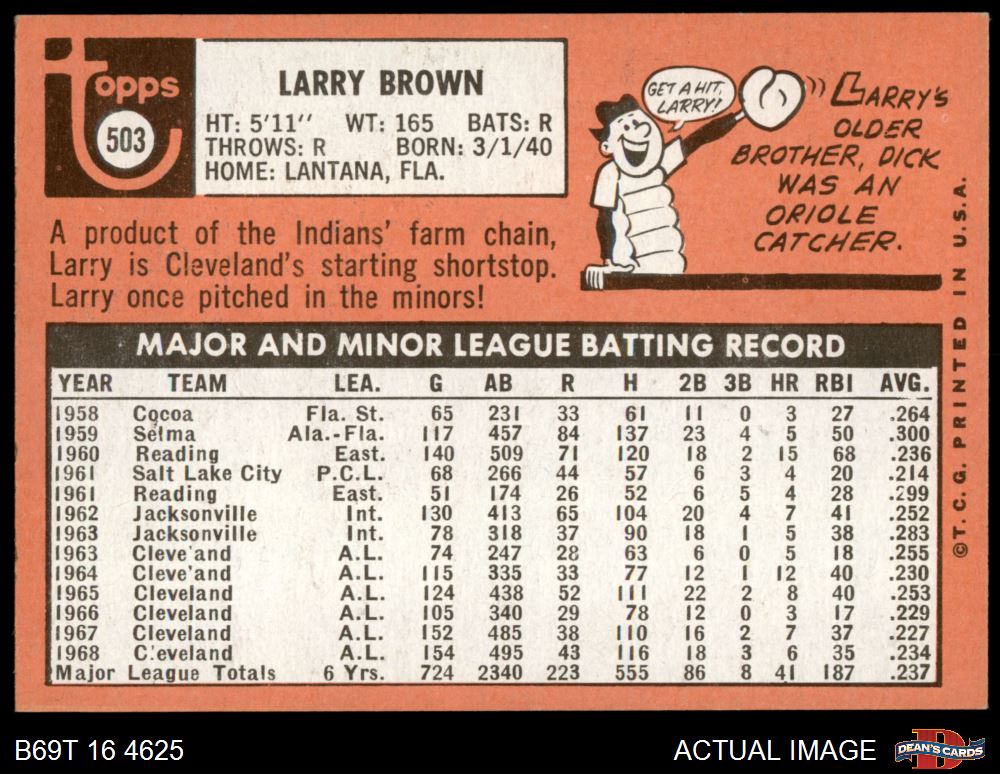 Topps
503
LARRY BROWN
HT: 5'11" WT: 165 BATS: R
THROWS: R BORN: 3/1/40
HOME: LANTANA, FLA.
GET A HIT,
LARRY!
LARRY'S
OLDER
BROTHER, DICK
WAS AN
ORIOLE
CATCHER.
A product of the Indians' farm chain,
Larry is Cleveland's starting shortstop.
Larry once pitched in the minors!
MAJOR AND MINOR LEAGUE BATTING RECORD
YEAR TEAM LEA. G AB R H 2B 3B HR RBI AVG.
1958 Cocoa Fla. St. 65 231 33 61 11 0 3 27 .264
1959 Selma Ala.-Fla. 117 457 84 137 23 4 5 50 .300
1960 Reading East. 140 509 71 120 18 2 15 68 .236
1961 Salt Lake City P.C.L. 68 266 44 57 6 3 4 20 .214
1961 Reading East. 51 174 26 52 6 5 4 28 .299
1962 Jacksonville Int. 130 413 65 104 20 4 7 41 .252
1963 Jacksonville Int. 78 318 37 90 18 1 5 38 .283
1963 Cleve'and A.L. 74 247 28 63 6 0 5 18 .255
1964 Cleve'and A.L. 115 335 33 77 12 1 12 40 .230
1965 Cleveland A.L. 124 438 52 111 22 2 8 40 .253
1966 Cleveland A.L. 105 340 29 78 12 0 3 17 .229
1967 Cleveland A.L. 152 485 38 110 16 2 7 37 .227
1968 C:eveland A.L. 154 495 43 116 18 3 6 35 .234
Major League Totals 6 Yrs. 724 2340 223 555 86 8 41 187 .237
© T. C. G. PRINTED IN U.S.A.
B69T 16 4625
ACTUAL IMAGE
DEAN'S CARDS